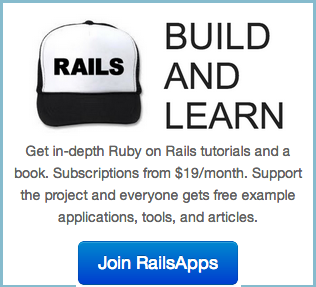 RAILS
BUILD
AND
LEARN
Get in-depth Ruby on Rails tutorials and a
book. Subscriptions from $19/month. Support
the project and everyone gets free example
applications, tools, and articles.
Join RailsApps